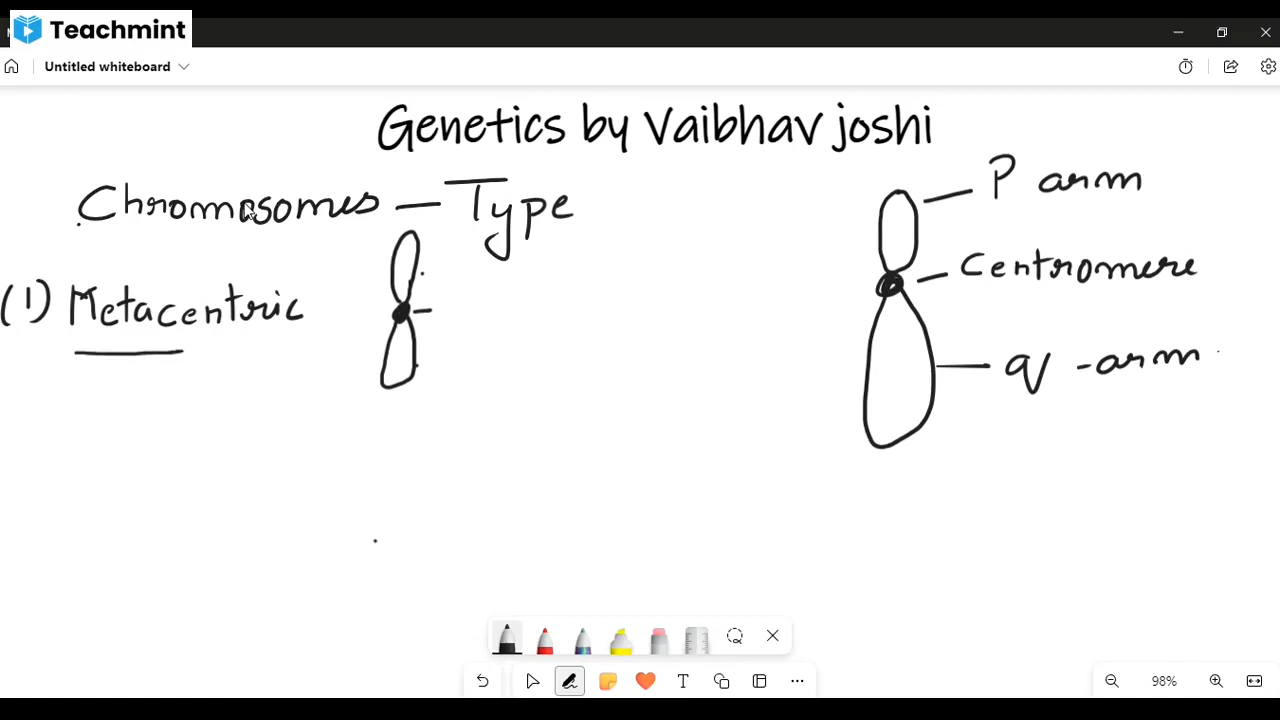 Teachmint
Untitled whiteboard
Genetics by Vaibhav joshi
Chromosomes — Type
(1) Metacentric
P arm
Centromere
q -arm
98%